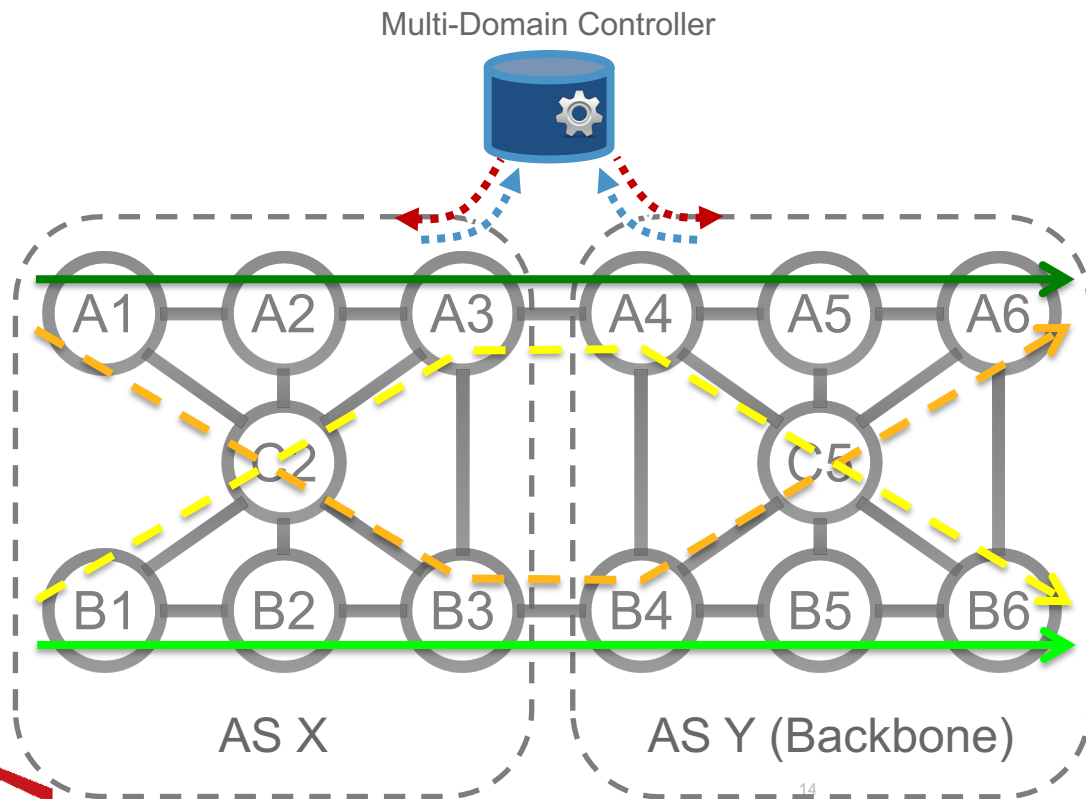 Multi-Domain Controller
A1 A2 A3 A4 A5 A6
C2 C5
B1 B2 B3 B4 B5 B6
AS X AS Y (Backbone)
14